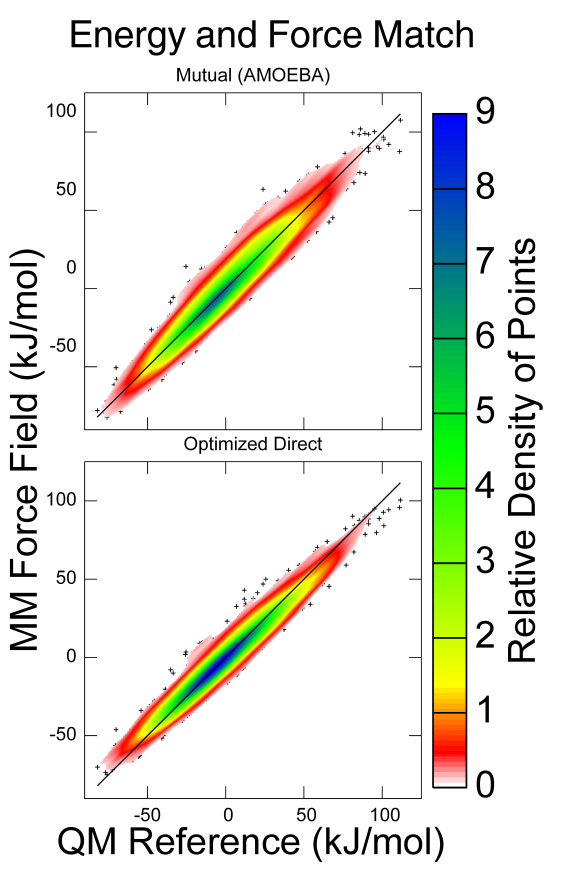 Energy and Force Match
Mutual (AMOEBA)
100
50
0
-50
Optimized Direct
100
50
0
-50
-50 0 50 100
QM Reference (kJ/mol)
MM Force Field (kJ/mol)
9
8
7
6
5
4
3
2
1
0
Relative Density of Points